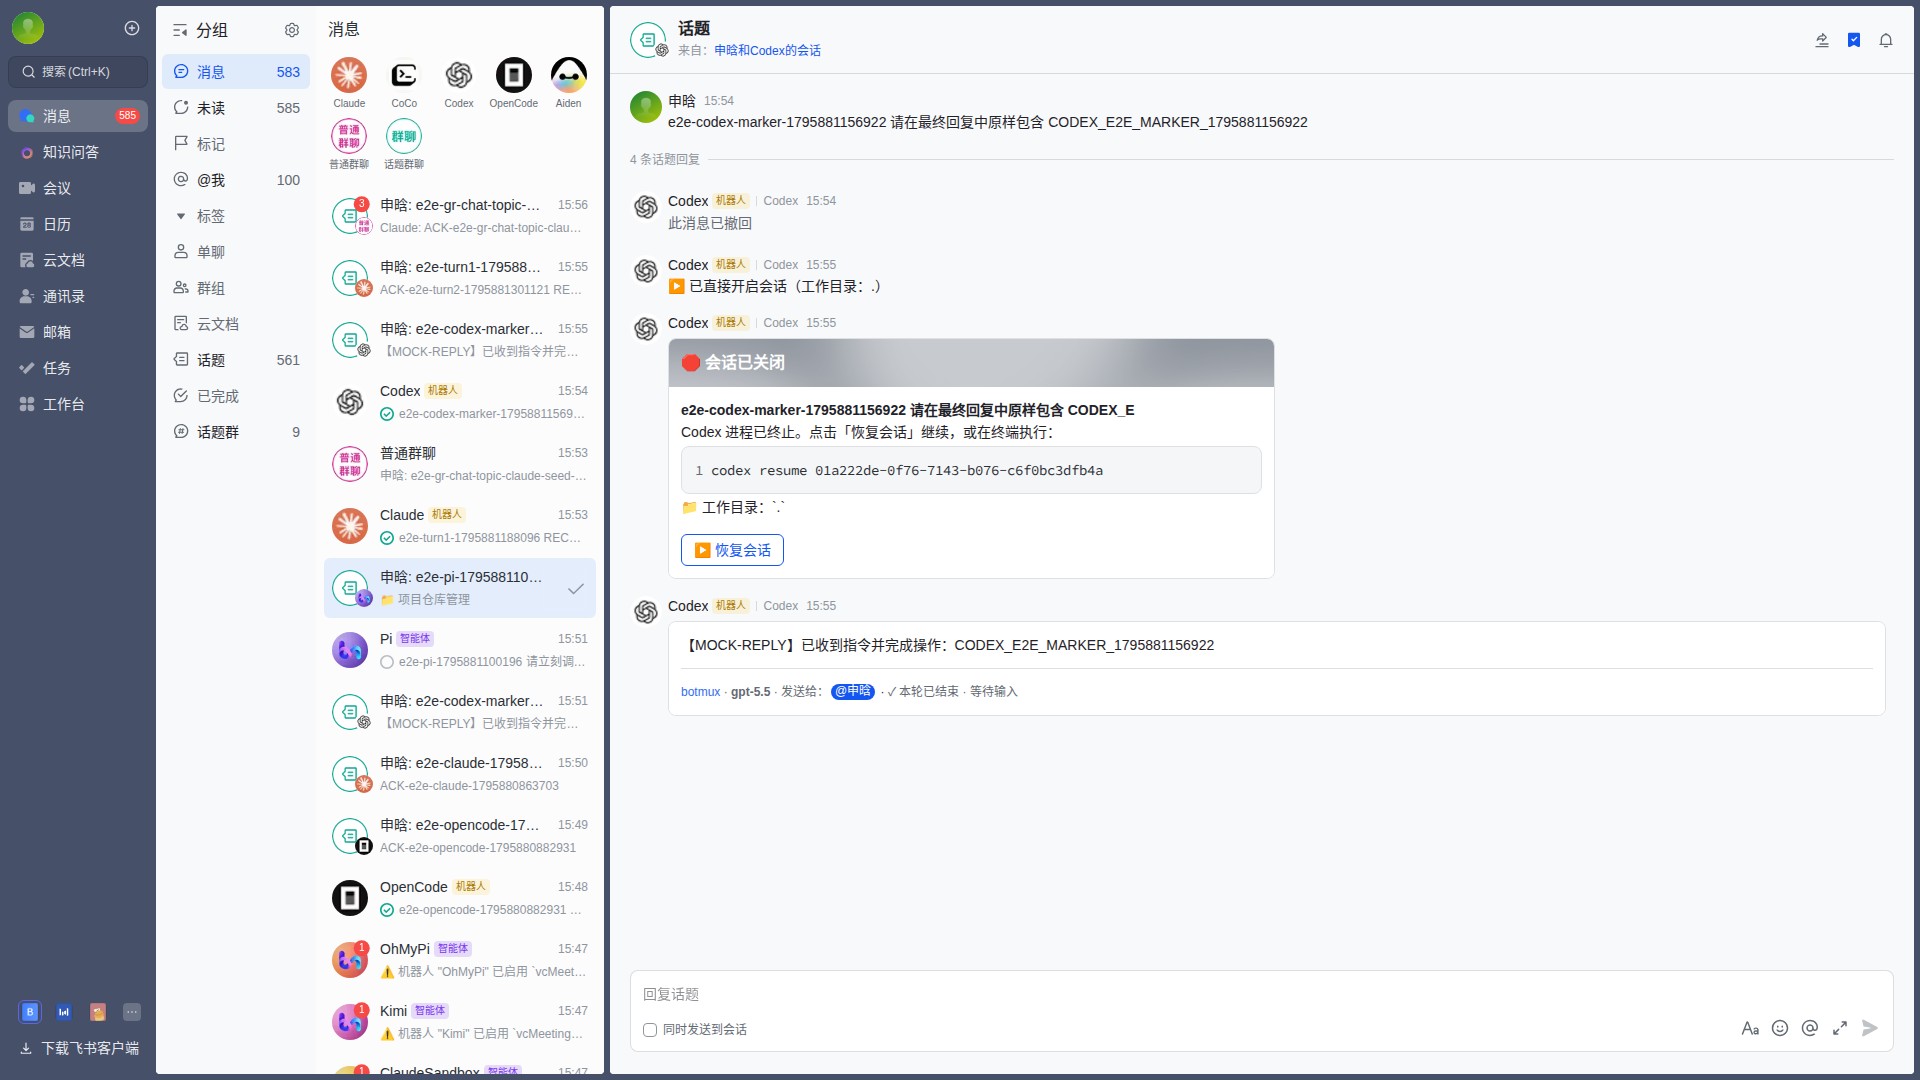 搜索 (Ctrl+K)
消息
585
知识问答
会议
日历
云文档
通讯录
邮箱
任务
工作台
下载飞书客户端
分组
消息 583
未读 585
标记
@我 100
标签
单聊
群组
云文档
话题 561
已完成
话题群 9
消息
Claude CoCo Codex OpenCode Aiden
普通群聊
群聊
普通群聊 话题群聊
3
申晗: e2e-gr-chat-topic-… 15:56
Claude: ACK-e2e-gr-chat-topic-clau…
申晗: e2e-turn1-179588… 15:55
ACK-e2e-turn2-1795881301121 RE…
申晗: e2e-codex-marker… 15:55
【MOCK-REPLY】已收到指令并完…
Codex 机器人 15:54
e2e-codex-marker-17958811569…
普通群聊
普通群聊 15:53
申晗: e2e-gr-chat-topic-claude-seed-…
Claude 机器人 15:53
e2e-turn1-1795881188096 REC…
申晗: e2e-pi-179588110…
📁 项目仓库管理
Pi 智能体 15:51
e2e-pi-1795881100196 请立刻调…
申晗: e2e-codex-marker… 15:51
【MOCK-REPLY】已收到指令并完…
申晗: e2e-claude-17958… 15:50
ACK-e2e-claude-1795880863703
申晗: e2e-opencode-17… 15:49
ACK-e2e-opencode-1795880882931
OpenCode 机器人 15:48
e2e-opencode-1795880882931 …
1
OhMyPi 智能体 15:47
⚠️ 机器人 "OhMyPi" 已启用 `vcMeet…
1
Kimi 智能体 15:47
⚠️ 机器人 "Kimi" 已启用 `vcMeeting…
1
ClaudeSandbox 智能体 15:47
话题
来自：申晗和Codex的会话
申晗 15:54
e2e-codex-marker-1795881156922 请在最终回复中原样包含 CODEX_E2E_MARKER_1795881156922
4 条话题回复
Codex 机器人 | Codex 15:54
此消息已撤回
Codex 机器人 | Codex 15:55
▶️ 已直接开启会话（工作目录：.）
Codex 机器人 | Codex 15:55
🛑 会话已关闭
e2e-codex-marker-1795881156922 请在最终回复中原样包含 CODEX_E
Codex 进程已终止。点击「恢复会话」继续，或在终端执行：
1 codex resume 01a222de-0f76-7143-b076-c6f0bc3dfb4a
📁 工作目录：`.`
▶️ 恢复会话
Codex 机器人 | Codex 15:55
【MOCK-REPLY】已收到指令并完成操作：CODEX_E2E_MARKER_1795881156922
botmux · gpt-5.5 · 发送给：@申晗 · ✓ 本轮已结束 · 等待输入
回复话题
同时发送到会话
Aa